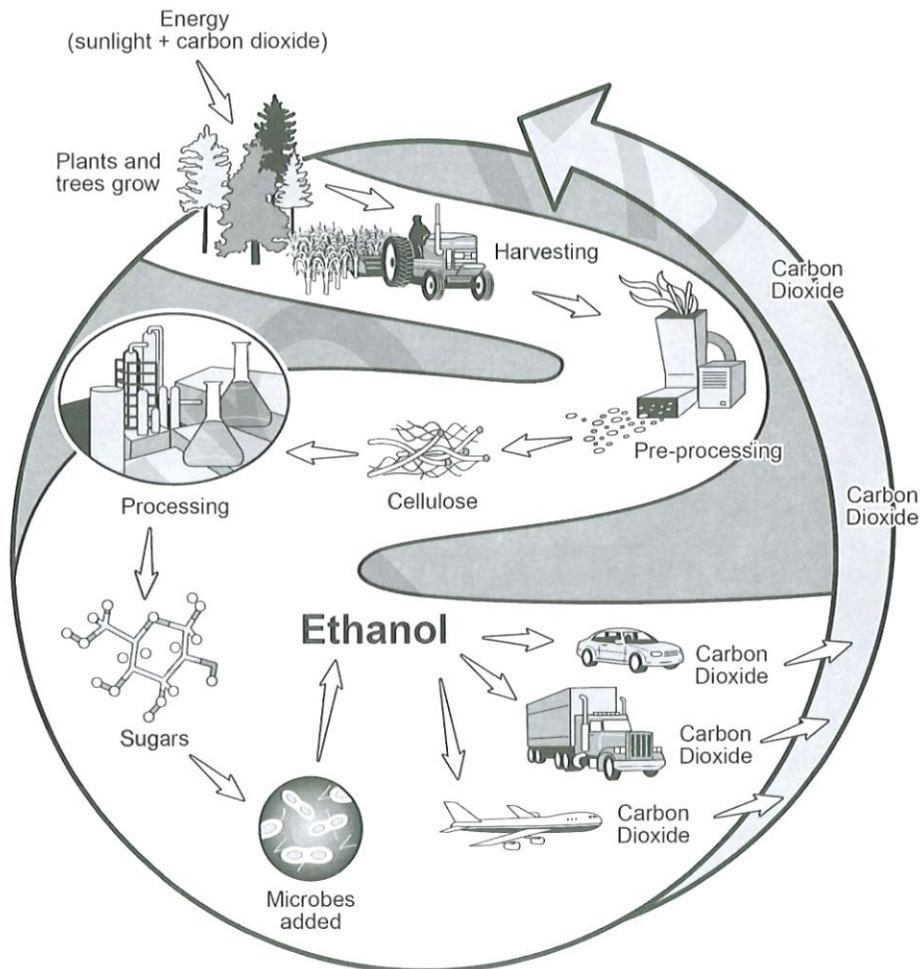 Energy
(sunlight + carbon dioxide)
Plants and
trees grow
Harvesting
Carbon
Dioxide
Pre-processing
Cellulose
Processing
Carbon
Dioxide
Ethanol
Sugars
Carbon
Dioxide
Carbon
Dioxide
Carbon
Dioxide
Microbes
added